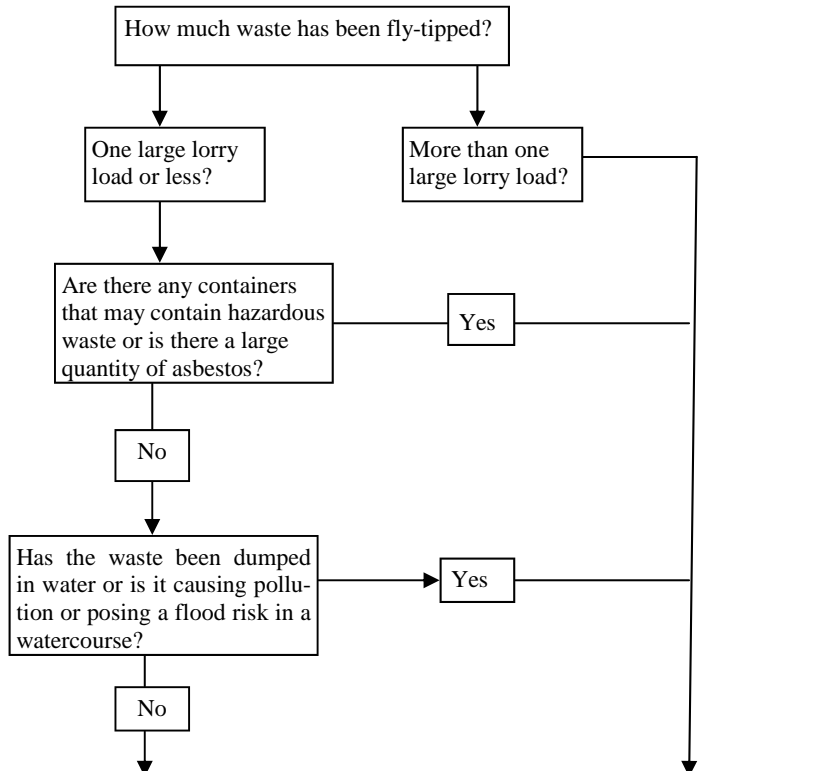 How much waste has been fly-tipped?
One large lorry
load or less?
More than one
large lorry load?
Are there any containers
that may contain hazardous
waste or is there a large
quantity of asbestos?
Yes
No
Has the waste been dumped
in water or is it causing pollu-
tion or posing a flood risk in a
watercourse?
Yes
No